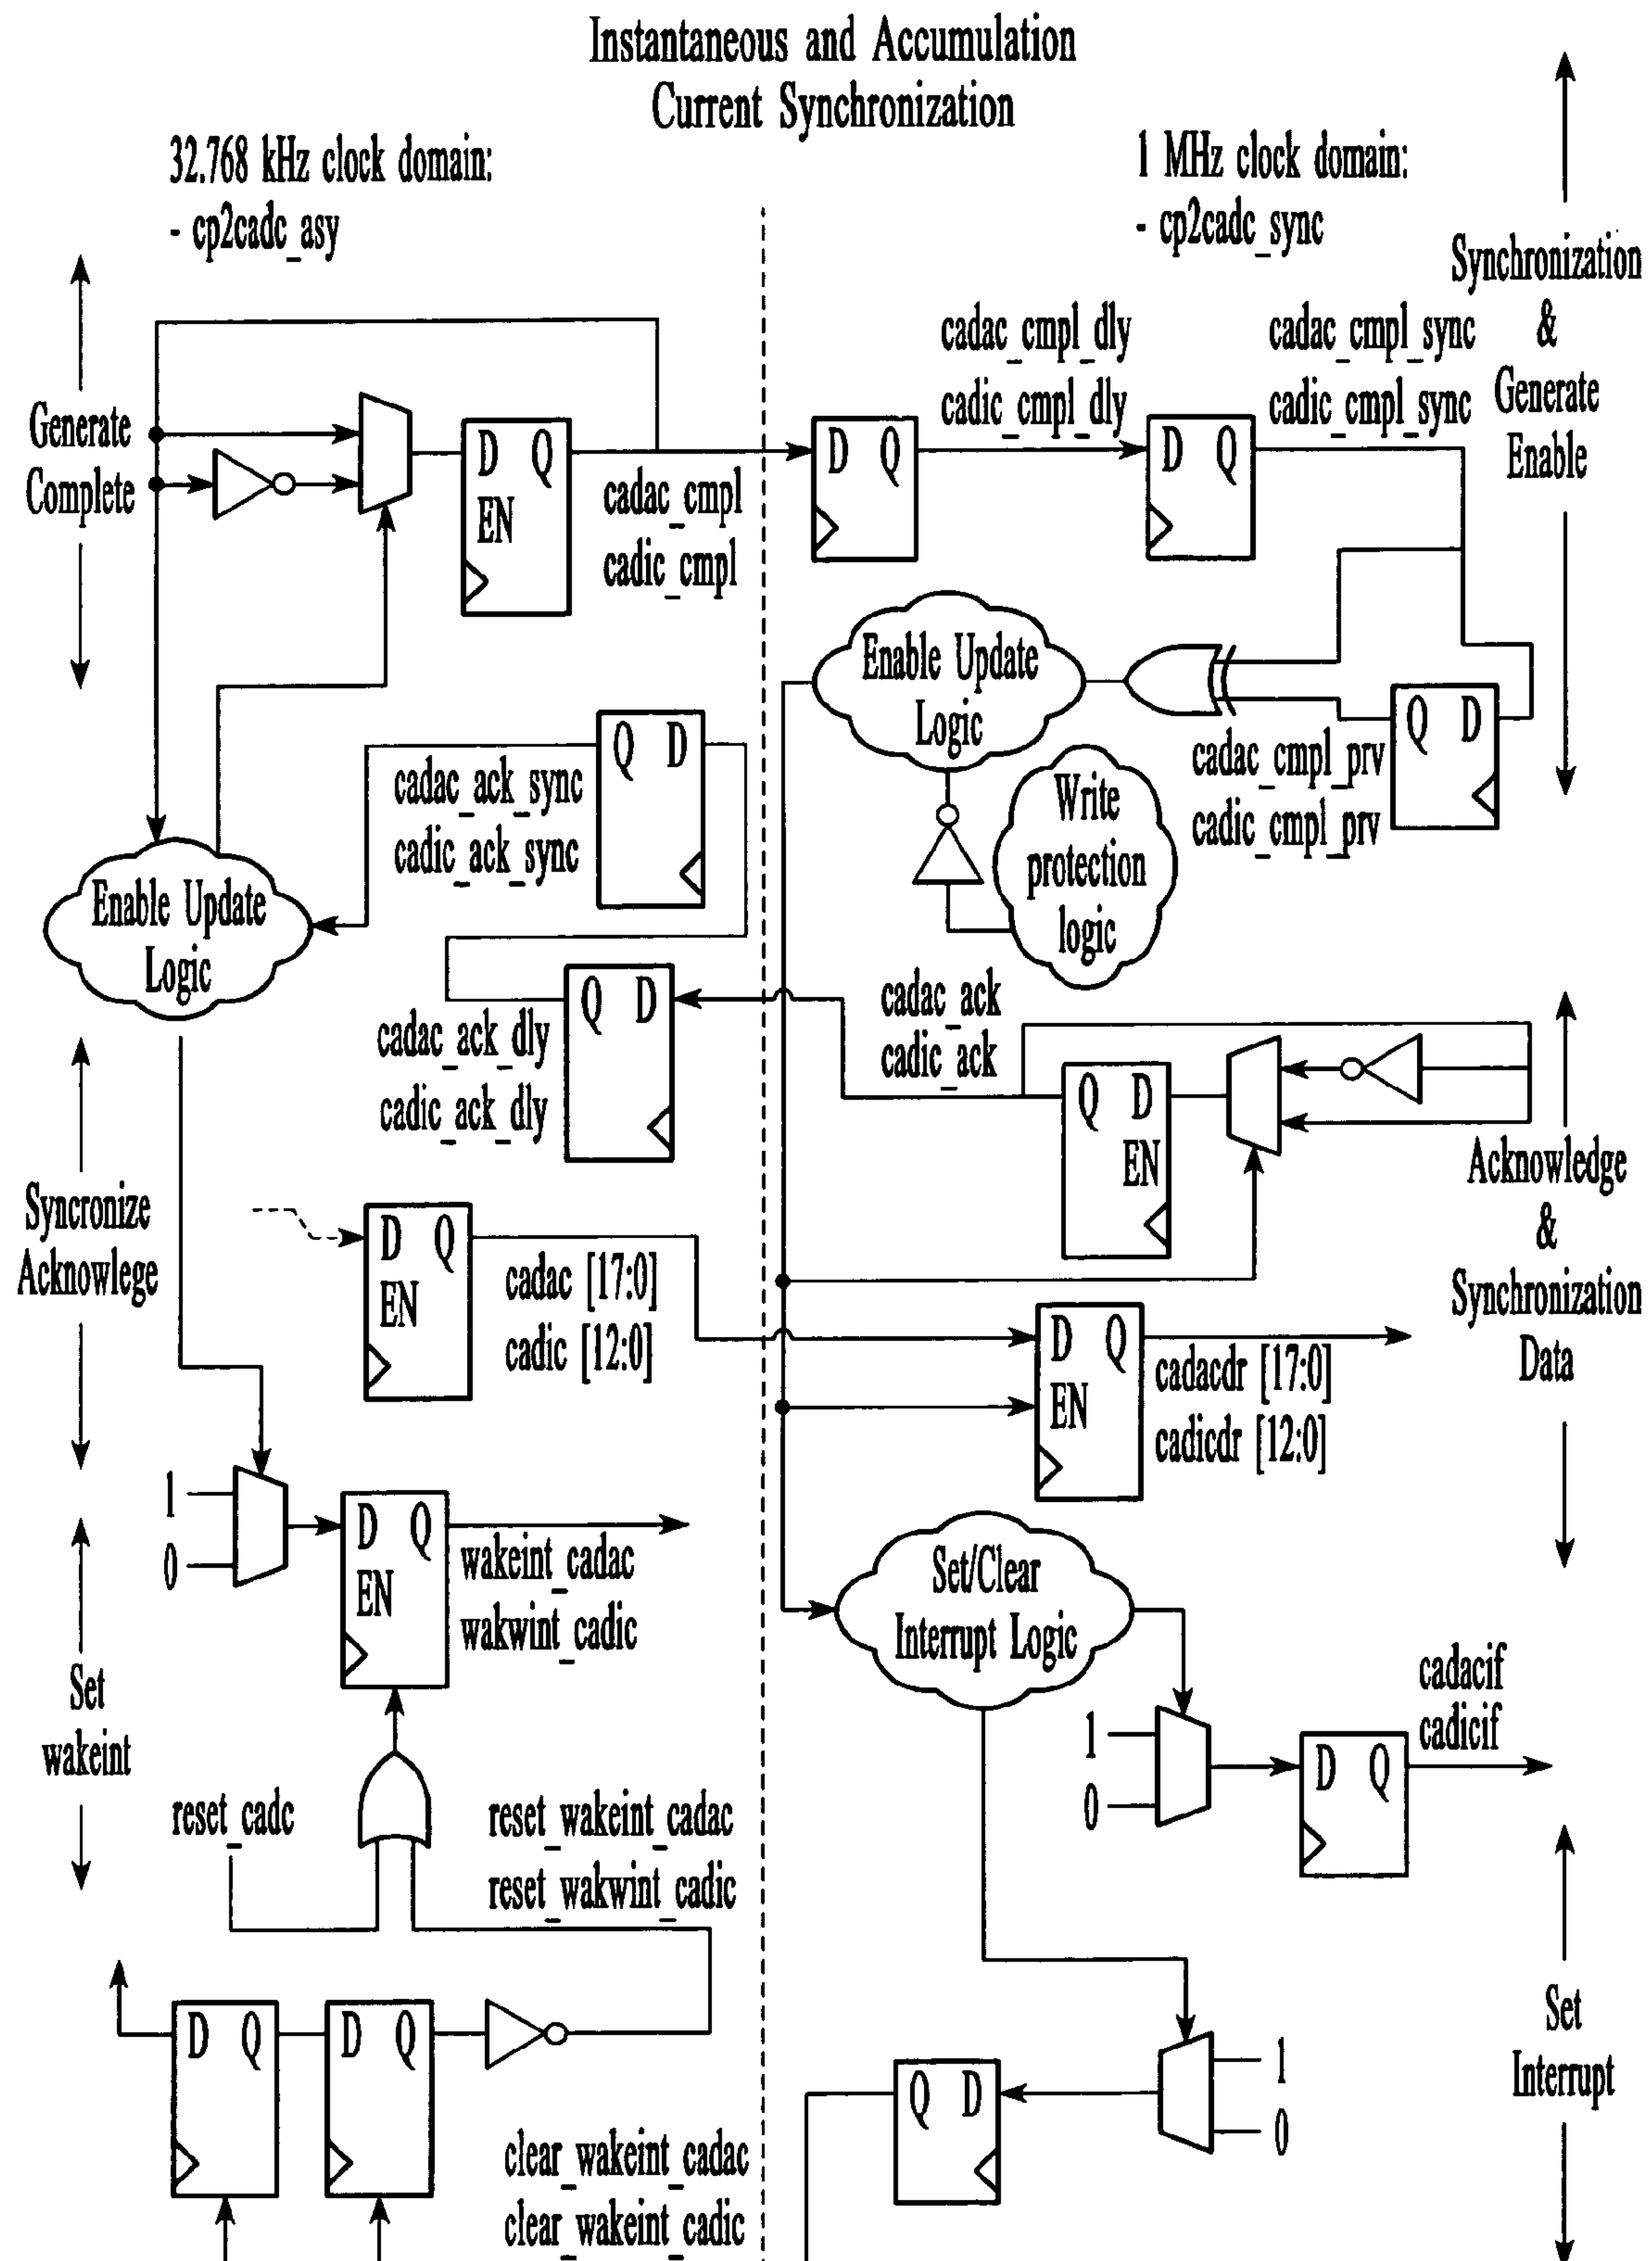 Instantaneous and Accumulation
Current Synchronization
32.768 kHz clock domain:
- cp2cadc_asy
1 MHz clock domain:
- cp2cadc_sync
Synchronization
&
Generate
Enable
Generate
Complete
D Q
EN
cadac_cmpl
cadic_cmpl
D Q
cadac_cmpl_dly
cadic_cmpl_dly
D Q
cadac_cmpl_sync
cadic_cmpl_sync
Enable Update
Logic
Q D
cadac_cmpl_prv
cadic_cmpl_prv
Write
protection
logic
Q D
cadac_ack_sync
cadic_ack_sync
Enable Update
Logic
Q D
cadac_ack_dly
cadic_ack_dly
cadac_ack
cadic_ack
Q D
EN
Acknowledge
&
Synchronization
Data
Syncronize
Acknowlege
D Q
EN
cadac [17:0]
cadic [12:0]
D Q
EN
cadacdr [17:0]
cadicdr [12:0]
1
0
D Q
EN
wakeint_cadac
wakwint_cadic
Set/Clear
Interrupt Logic
Set
wakeint
1
0
D Q
cadacif
cadicif
reset_cadc
reset_wakeint_cadac
reset_wakwint_cadic
D Q
D Q
Q D
1
0
Set
Interrupt
clear_wakeint_cadac
clear_wakeint_cadic